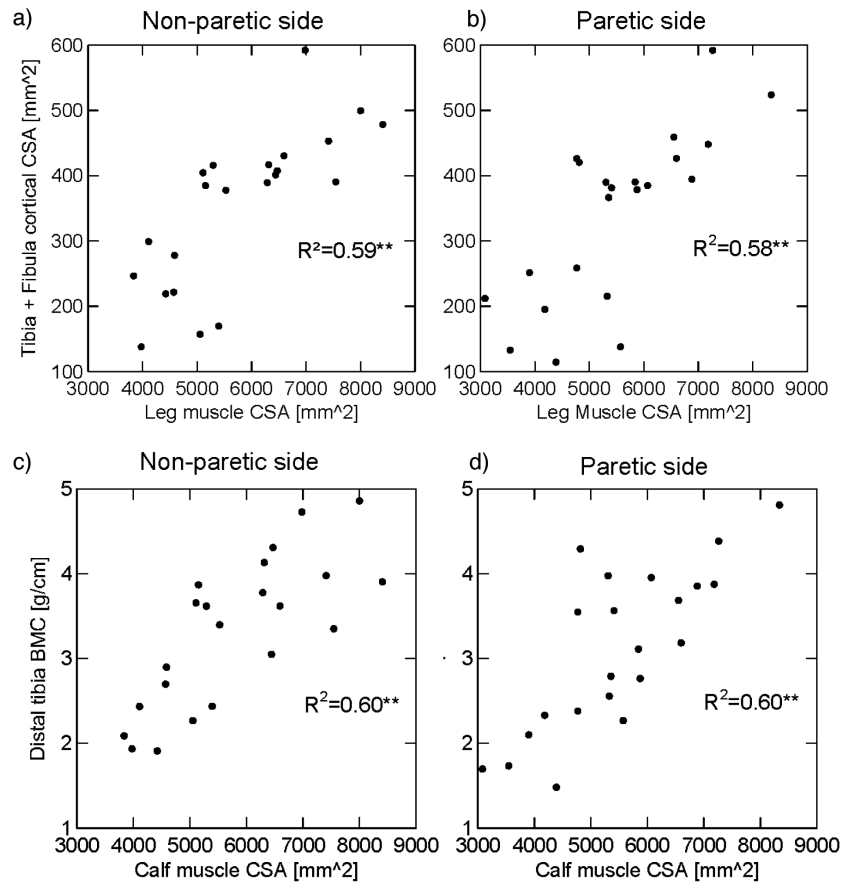 a) Non-paretic side
b) Paretic side
Tibia + Fibula cortical CSA [mm^2]
600
500
400
300
200
100
R²=0.59**
3000 4000 5000 6000 7000 8000 9000
Leg muscle CSA [mm^2]
600
500
400
300
200
100
R²=0.58**
3000 4000 5000 6000 7000 8000 9000
Leg Muscle CSA [mm^2]
c) Non-paretic side
d) Paretic side
Distal tibia BMC [g/cm]
5
4
3
2
1
R²=0.60**
3000 4000 5000 6000 7000 8000 9000
Calf muscle CSA [mm^2]
5
4
3
2
1
R²=0.60**
3000 4000 5000 6000 7000 8000 9000
Calf muscle CSA [mm^2]